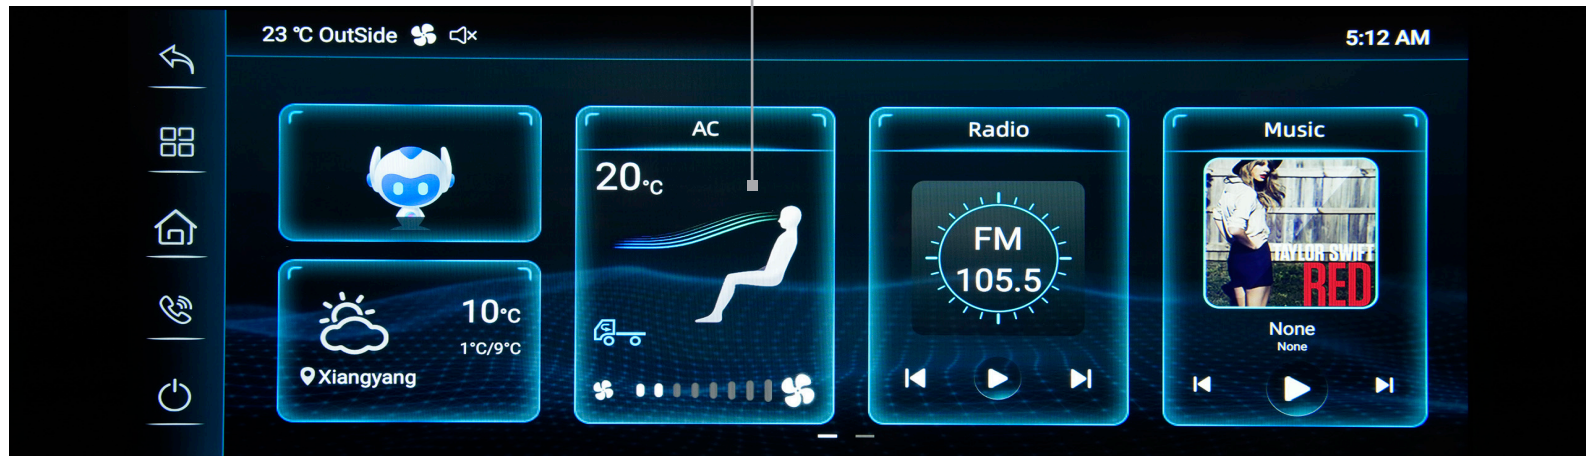 23 ℃ OutSide
5:12 AM
10°C
1°C/9°C
Xiangyang
AC
20°C
Radio
FM
105.5
Music
TAYLOR SWIFT
RED
None
None